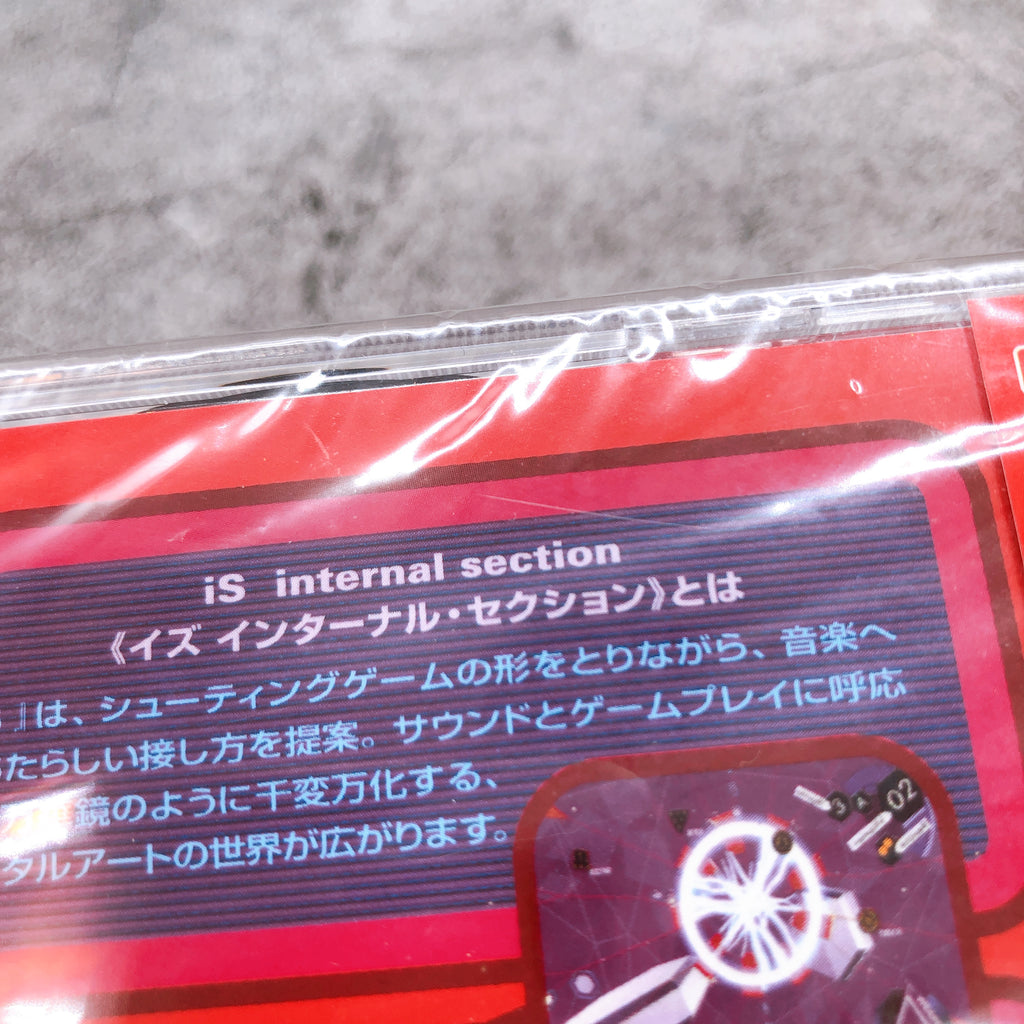 iS internal section
《イズ インターナル・セクション》とは
』は、シューティングゲームの形をとりながら、音楽へ
たらしい接し方を提案。サウンドとゲームプレイに呼応
鏡のように千変万化する、
タルアートの世界が広がります。
3
02